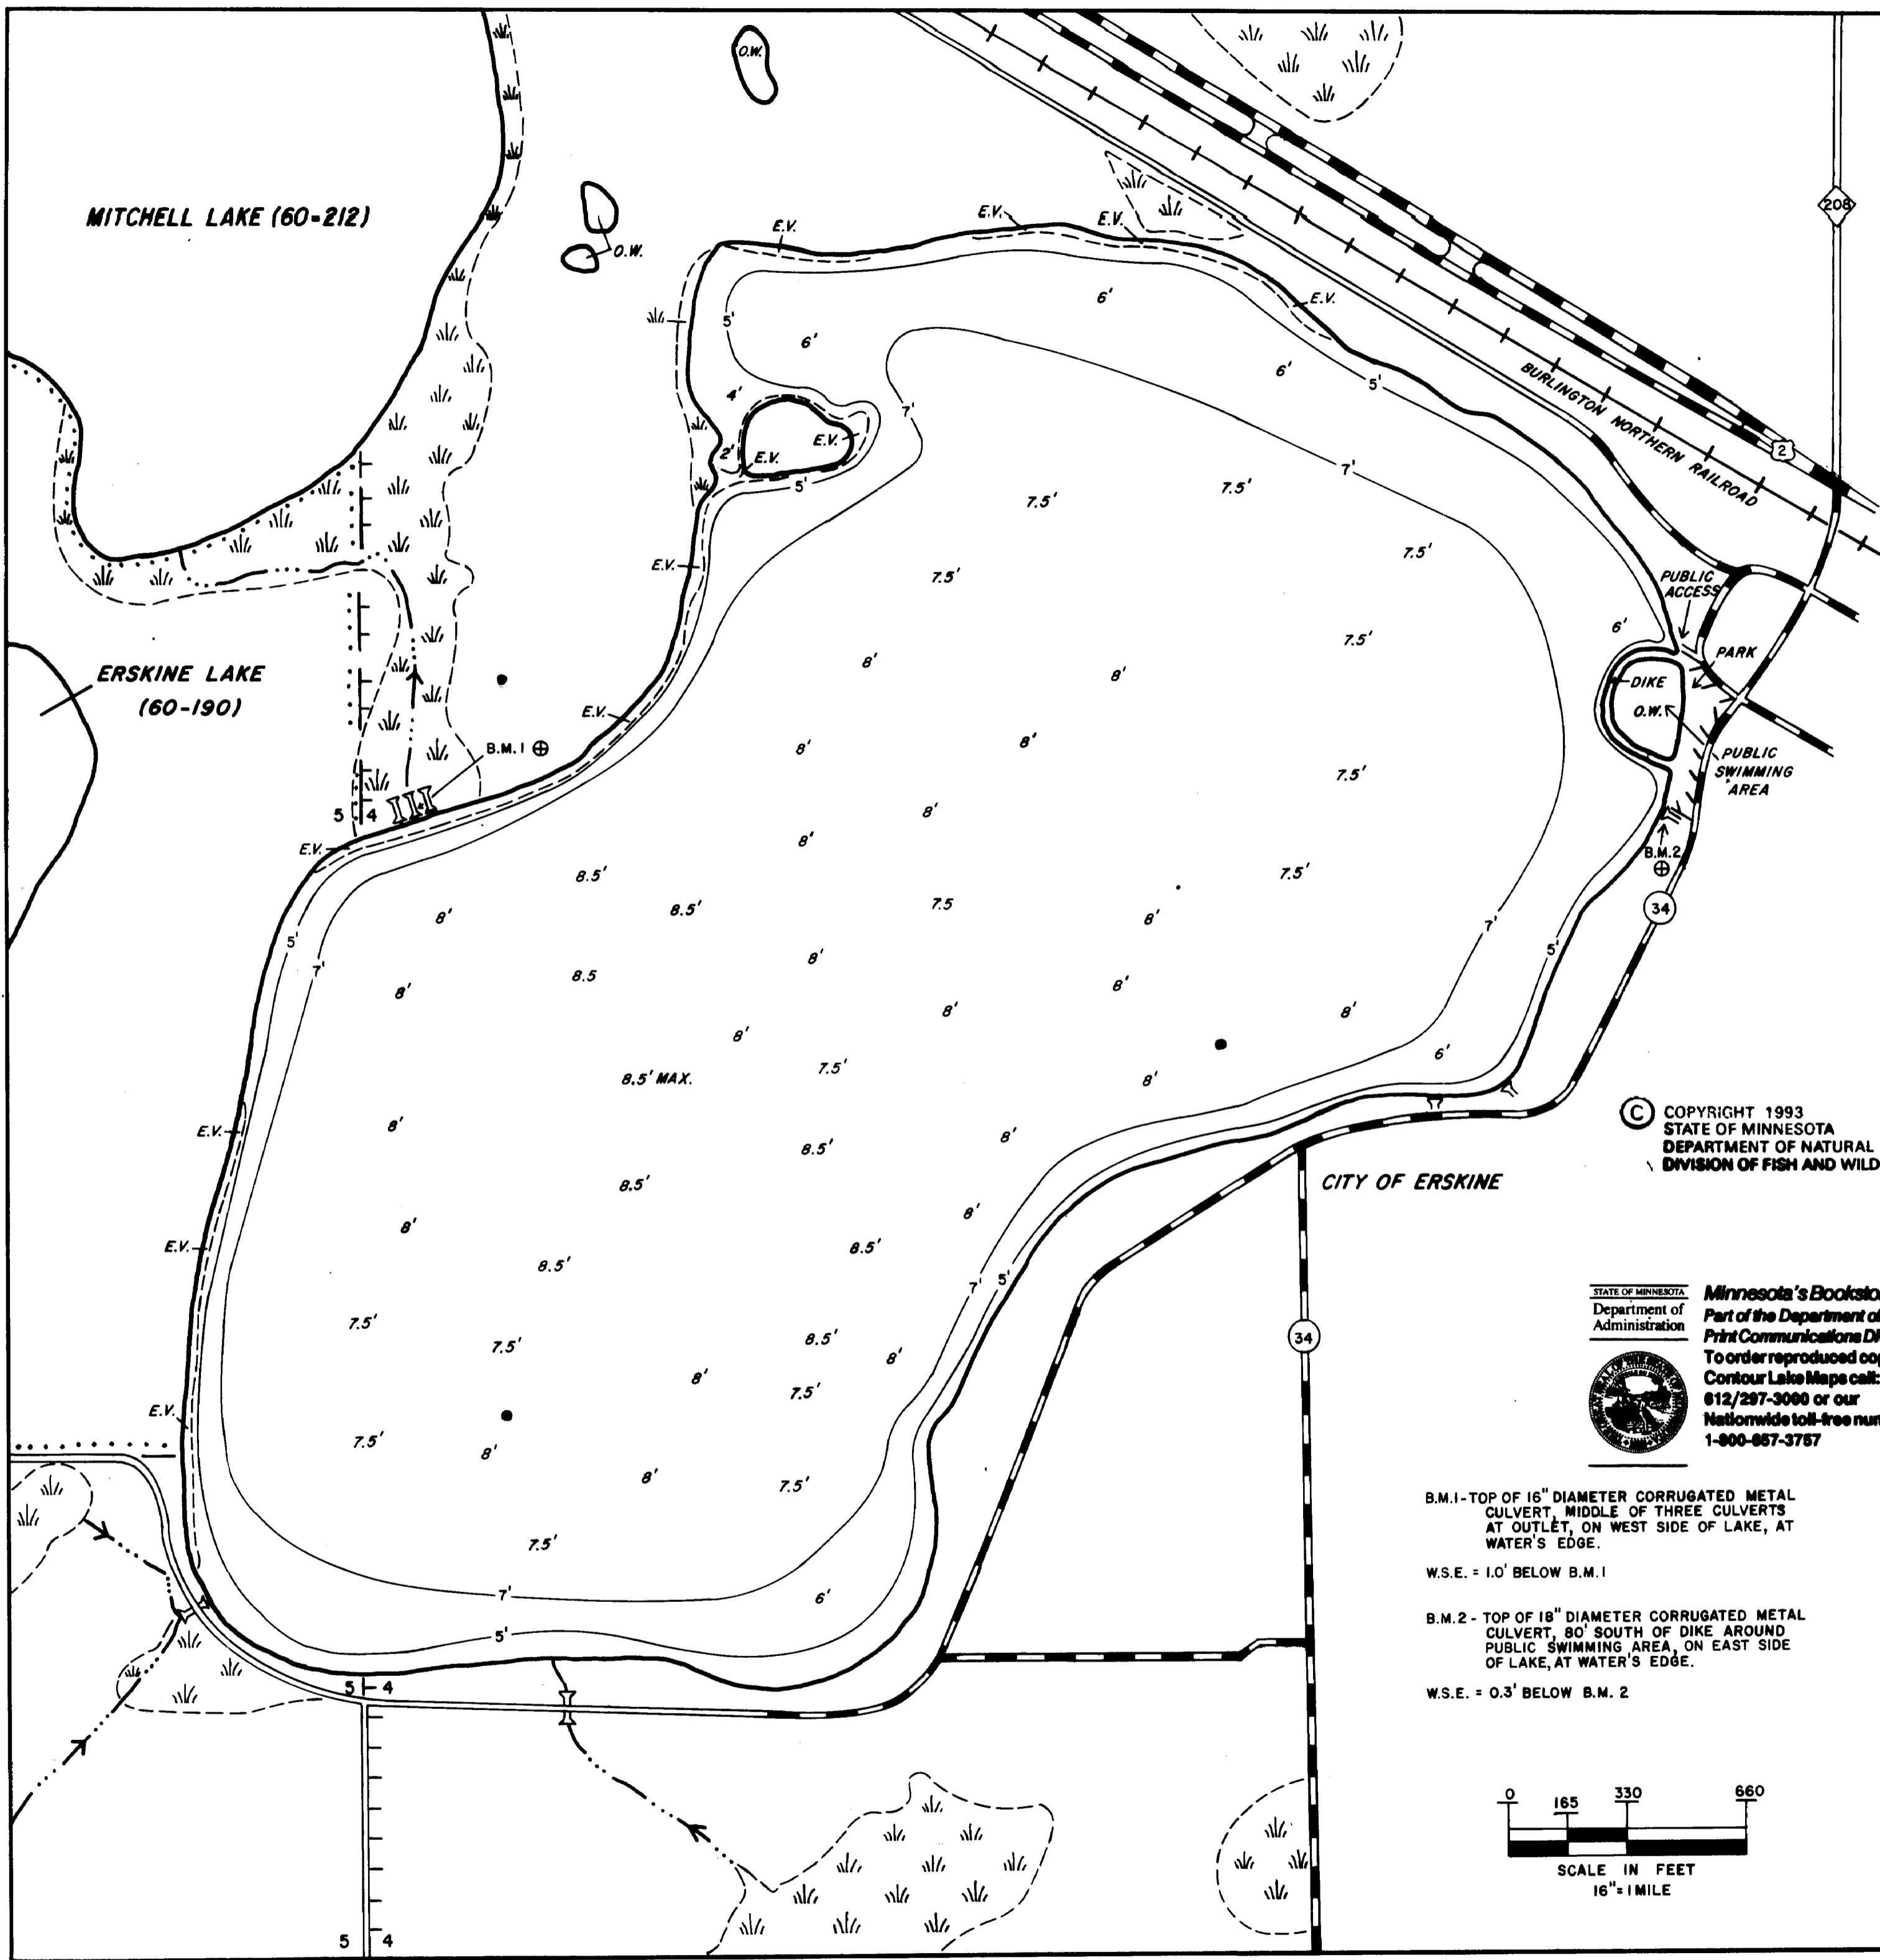 O.W.
208
MITCHELL LAKE (60-212)
E.V.
E.V.
E.V.
O.W.
6'
E.V.
5'
6'
BURLINGTON NORTHERN RAILROAD
6'
5'
4'
7'
E.V.
2
2'
E.V.
7'
5'
7.5'
7.5'
7.5'
E.V.
7.5'
PUBLIC
ACCESS
6'
7.5'
PARK
8'
8'
ERSKINE LAKE
(60-190)
DIKE
O.W.
E.V.
8'
8'
B.M.1
PUBLIC
SWIMMING
AREA
7.5'
8'
5 4
8'
E.V.
B.M.2
8.5'
7.5'
8.5'
7.5
34
8'
8'
7'
5'
5'
8'
7'
8.5
8'
8'
8'
8'
8'
6'
7.5'
8.5' MAX.
8'
C
COPYRIGHT 1993
STATE OF MINNESOTA
DEPARTMENT OF NATURAL
DIVISION OF FISH AND WILD
8'
E.V.
8'
8.5'
8.5'
CITY OF ERSKINE
8'
8'
E.V.
8.5'
8.5'
7'
5'
STATE OF MINNESOTA
Department of
Administration
Minnesota's Booksto
Part of the Department of
Print Communications Di
To order reproduced cop
Contour Lake Maps call:
612/297-3000 or our
Nationwide toll-free num
1-800-657-3757
7.5'
34
8.5'
7.5'
8'
8'
7.5'
E.V.
7.5'
8'
8'
7.5'
B.M.1-TOP OF 16" DIAMETER CORRUGATED METAL
CULVERT, MIDDLE OF THREE CULVERTS
AT OUTLET, ON WEST SIDE OF LAKE, AT
WATER'S EDGE.
7.5'
W.S.E. = 1.0' BELOW B.M.1
7'
6'
B.M.2 - TOP OF 18" DIAMETER CORRUGATED METAL
CULVERT, 80' SOUTH OF DIKE AROUND
PUBLIC SWIMMING AREA, ON EAST SIDE
OF LAKE, AT WATER'S EDGE.
5'
5 4
W.S.E. = 0.3' BELOW B.M. 2
0 165 330 660
SCALE IN FEET
16"=1 MILE
5 4